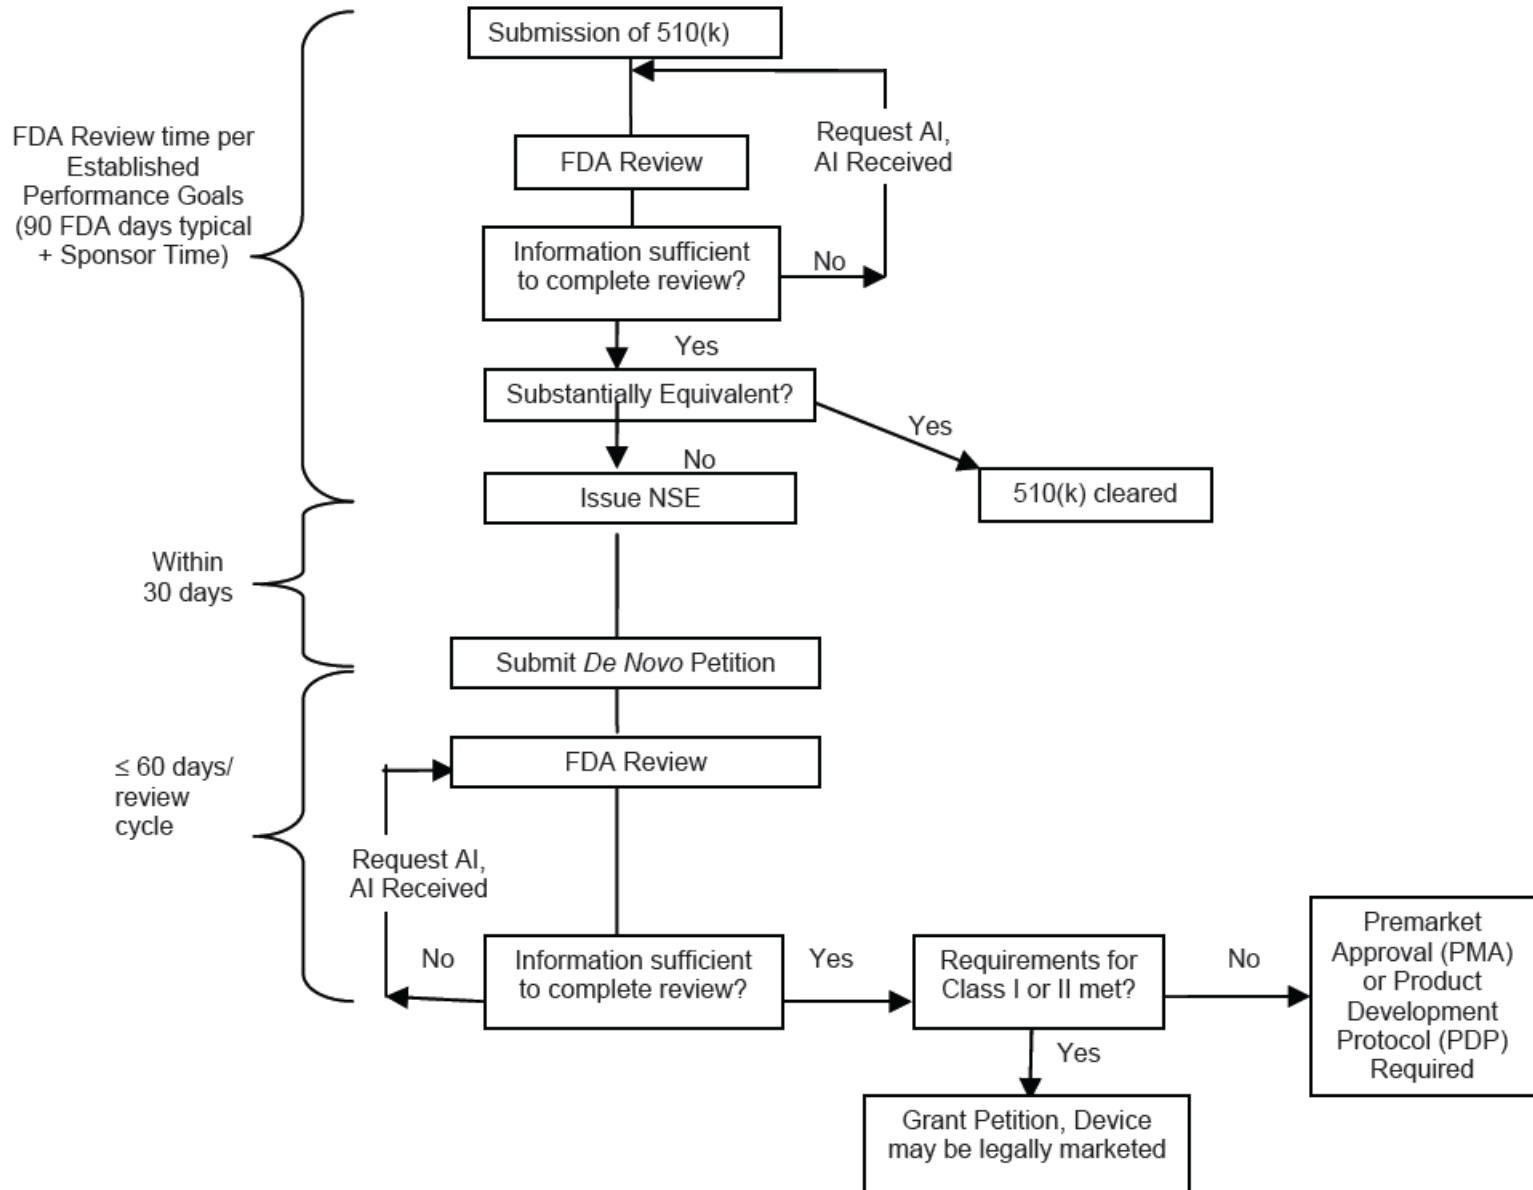 Submission of 510(k)
FDA Review time per
Established
Performance Goals
(90 FDA days typical
+ Sponsor Time)
Request AI,
AI Received
FDA Review
Information sufficient
to complete review?
No
Yes
Substantially Equivalent?
Yes
No
510(k) cleared
Issue NSE
Within
30 days
Submit De Novo Petition
FDA Review
≤ 60 days/
review
cycle
Request AI,
AI Received
No
Information sufficient
to complete review?
Yes
Requirements for
Class I or II met?
No
Premarket
Approval (PMA)
or Product
Development
Protocol (PDP)
Required
Yes
Grant Petition, Device
may be legally marketed